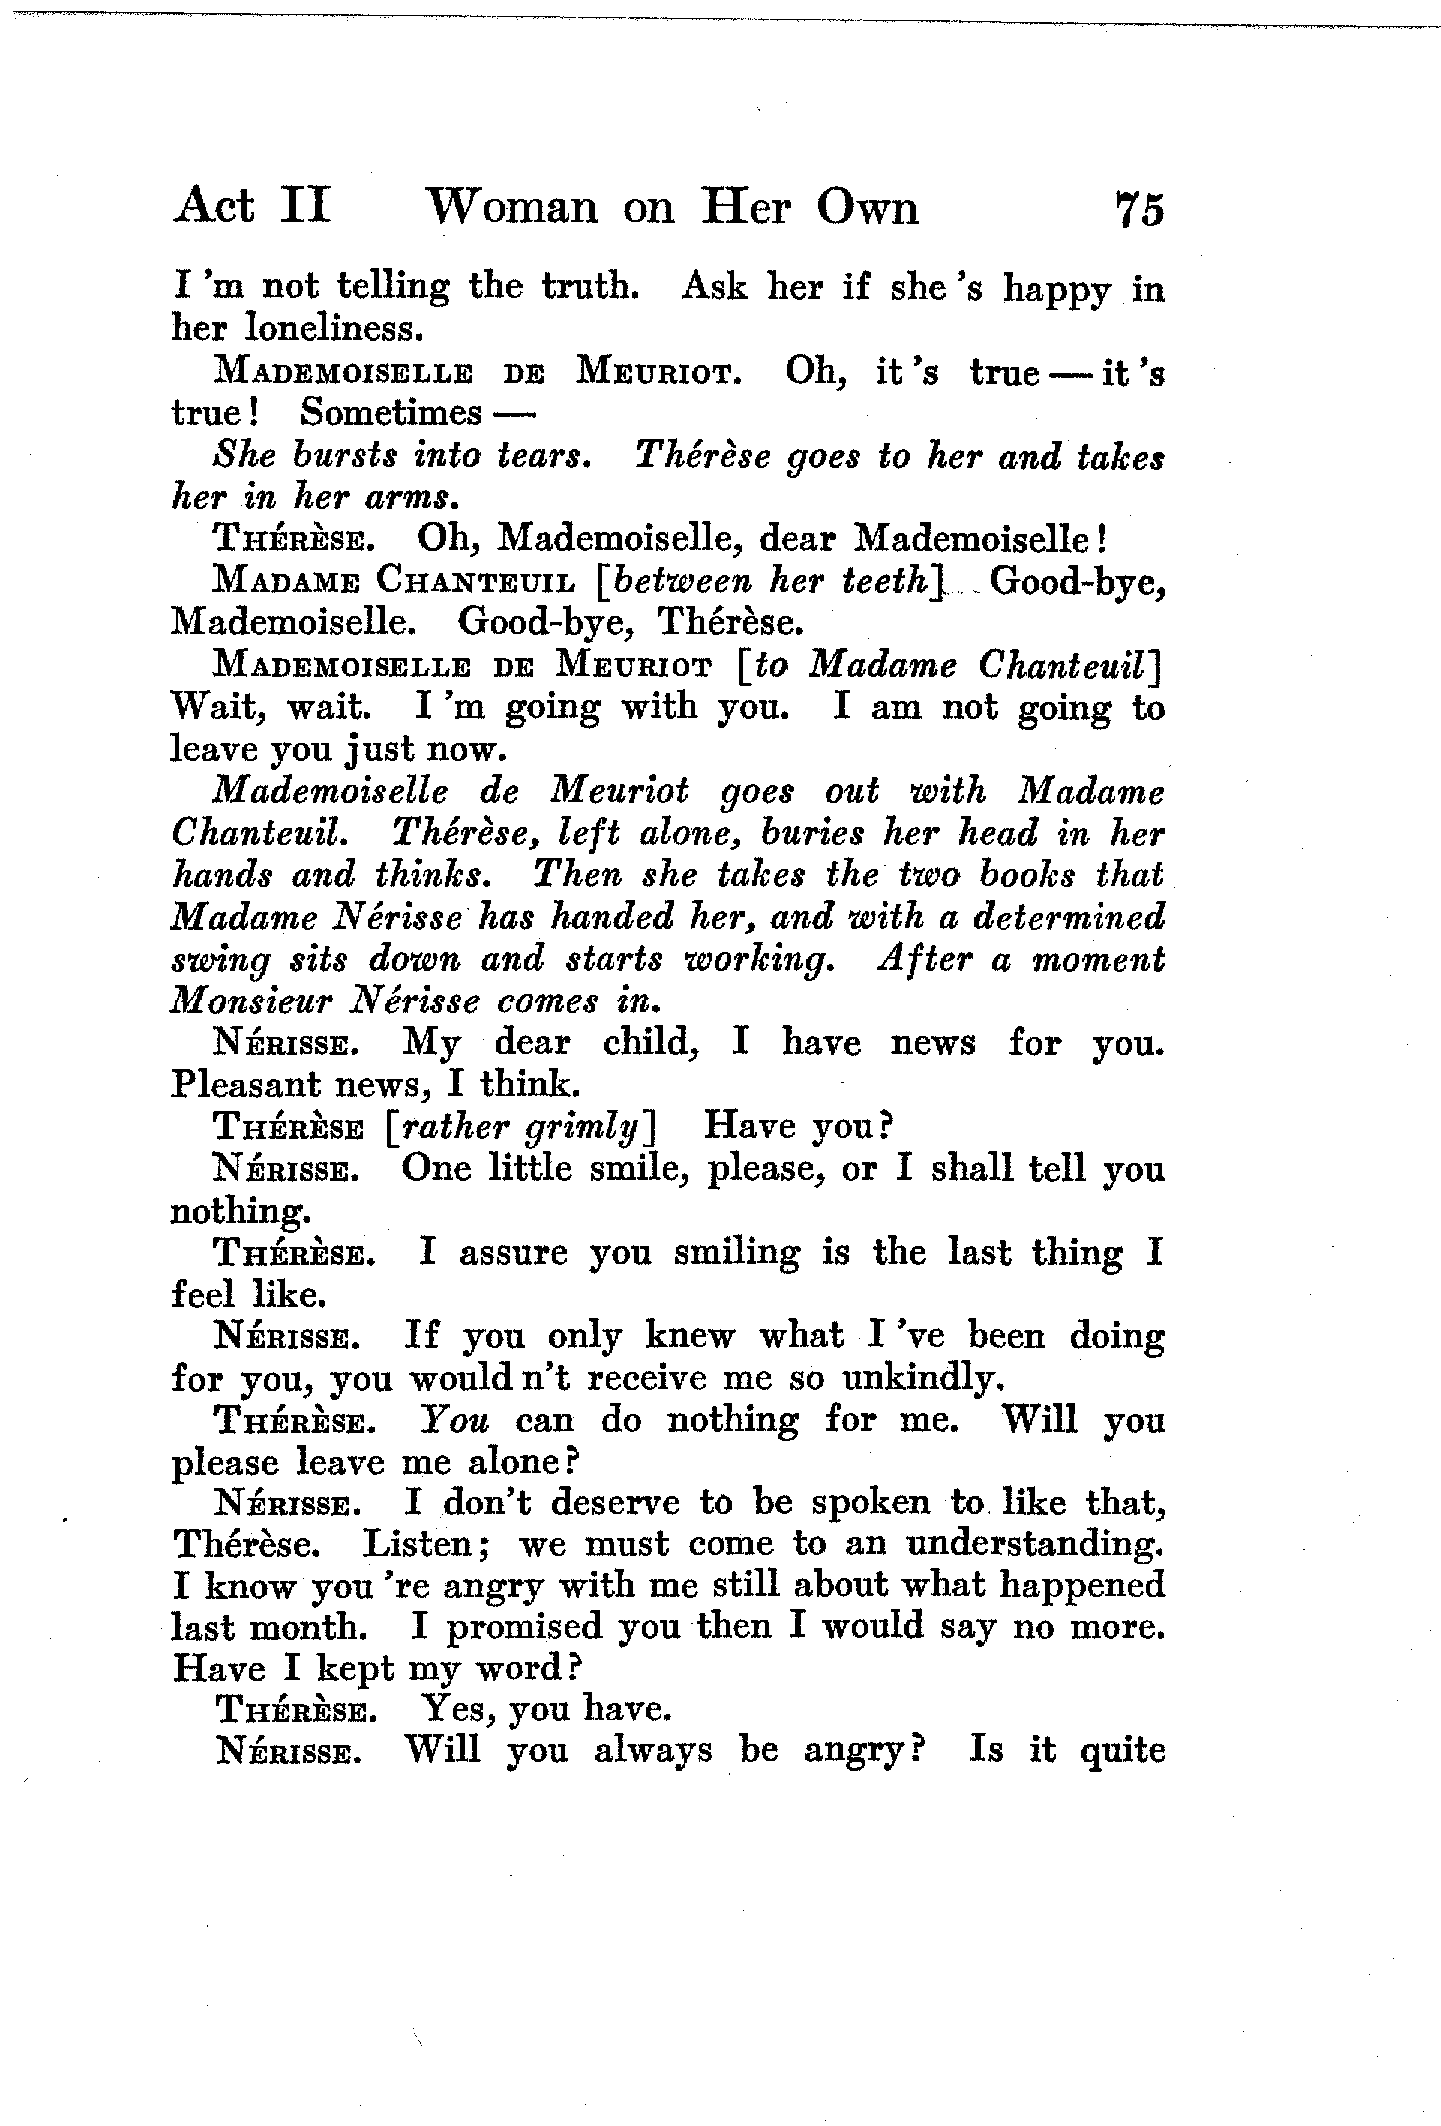 Act II Woman on Her Own 75
I 'm not telling the truth. Ask her if she 's happy in
her loneliness.
MADEMOISELLE DE MEURIOT. Oh, it 's true — it 's
true! Sometimes —
She bursts into tears. Thérèse goes to her and takes
her in her arms.
THÉRÈSE. Oh, Mademoiselle, dear Mademoiselle!
MADAME CHANTEUIL [between her teeth] Good-bye,
Mademoiselle. Good-bye, Thérèse.
MADEMOISELLE DE MEURIOT [to Madame Chanteuil]
Wait, wait. I 'm going with you. I am not going to
leave you just now.
Mademoiselle de Meuriot goes out with Madame
Chanteuil. Thérèse, left alone, buries her head in her
hands and thinks. Then she takes the two books that
Madame Nérisse has handed her, and with a determined
swing sits down and starts working. After a moment
Monsieur Nérisse comes in.
NÉRISSE. My dear child, I have news for you.
Pleasant news, I think.
THÉRÈSE [rather grimly] Have you?
NÉRISSE. One little smile, please, or I shall tell you
nothing.
THÉRÈSE. I assure you smiling is the last thing I
feel like.
NÉRISSE. If you only knew what I 've been doing
for you, you would n't receive me so unkindly.
THÉRÈSE. You can do nothing for me. Will you
please leave me alone?
NÉRISSE. I don't deserve to be spoken to like that,
Thérèse. Listen; we must come to an understanding.
I know you 're angry with me still about what happened
last month. I promised you then I would say no more.
Have I kept my word?
THÉRÈSE. Yes, you have.
NÉRISSE. Will you always be angry? Is it quite